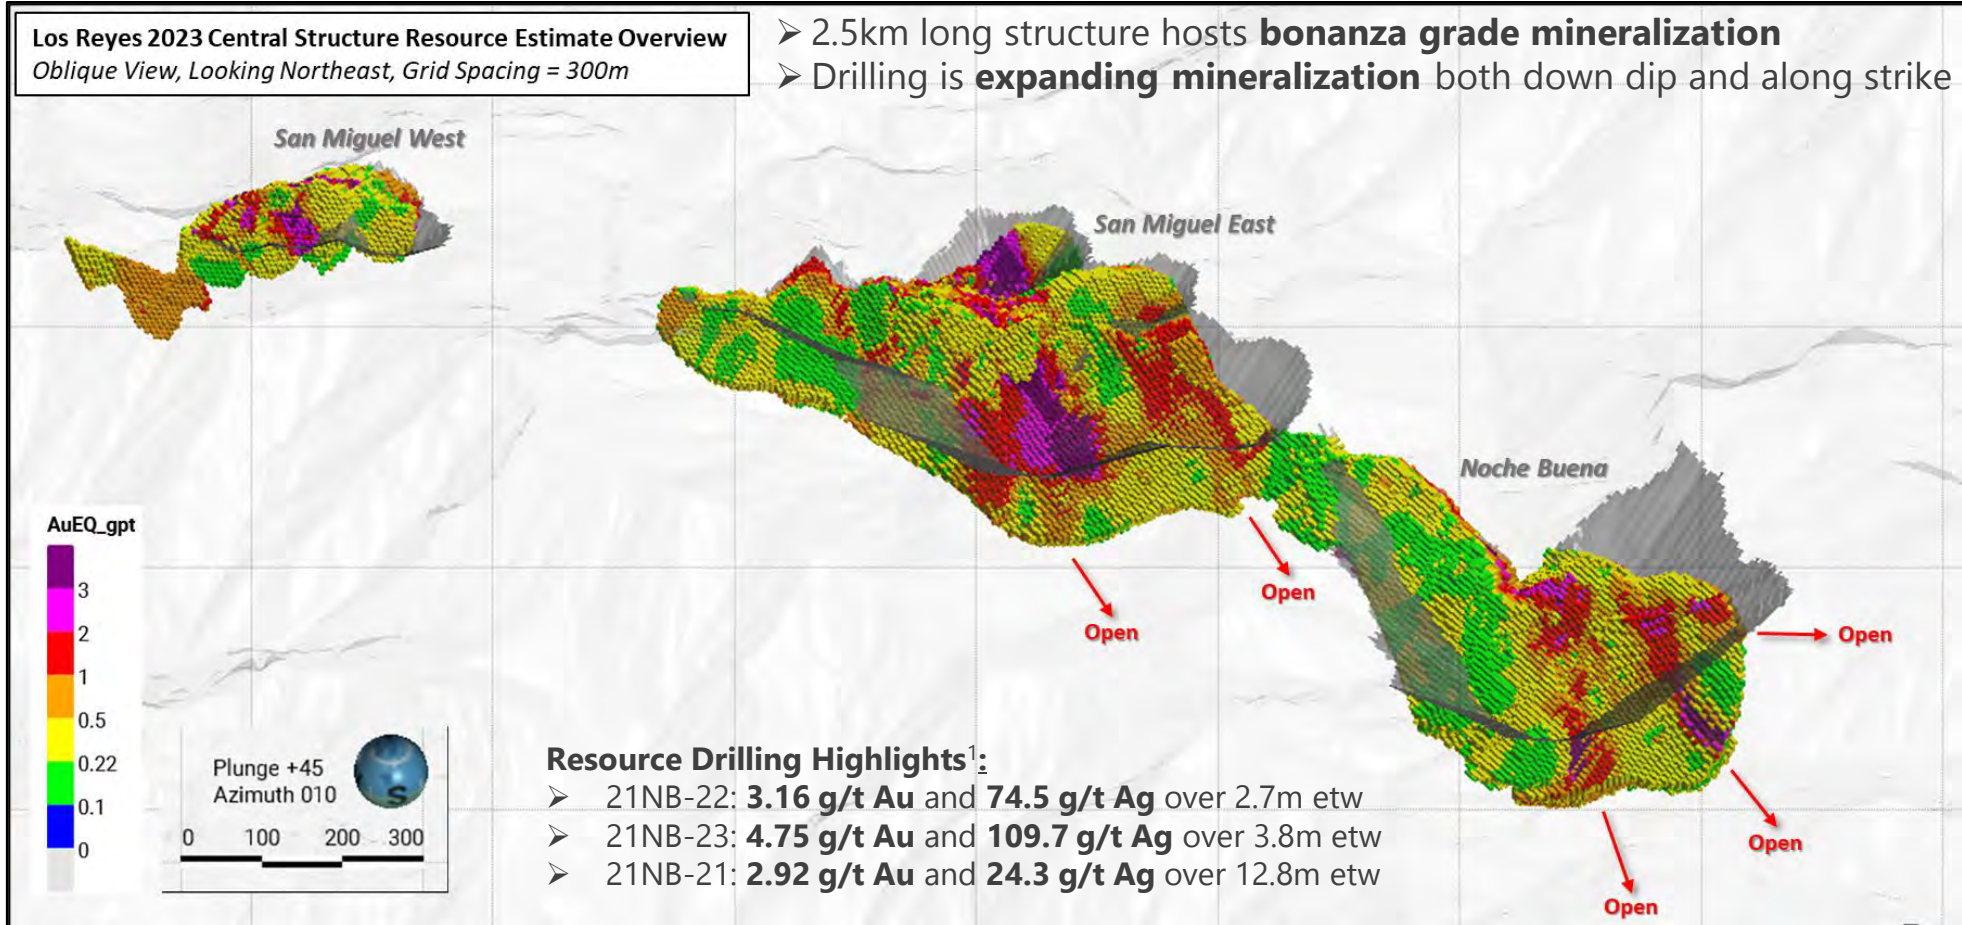 Los Reyes 2023 Central Structure Resource Estimate Overview
Oblique View, Looking Northeast, Grid Spacing = 300m
➢ 2.5km long structure hosts bonanza grade mineralization
➢ Drilling is expanding mineralization both down dip and along strike
San Miguel West
San Miguel East
Noche Buena
Open
Open
Open
Open
Open
AuEQ_gpt
3
2
1
0.5
0.22
0.1
0
Plunge +45
Azimuth 010
S
0 100 200 300
Resource Drilling Highlights¹:
➢ 21NB-22: 3.16 g/t Au and 74.5 g/t Ag over 2.7m etw
➢ 21NB-23: 4.75 g/t Au and 109.7 g/t Ag over 3.8m etw
➢ 21NB-21: 2.92 g/t Au and 24.3 g/t Ag over 12.8m etw